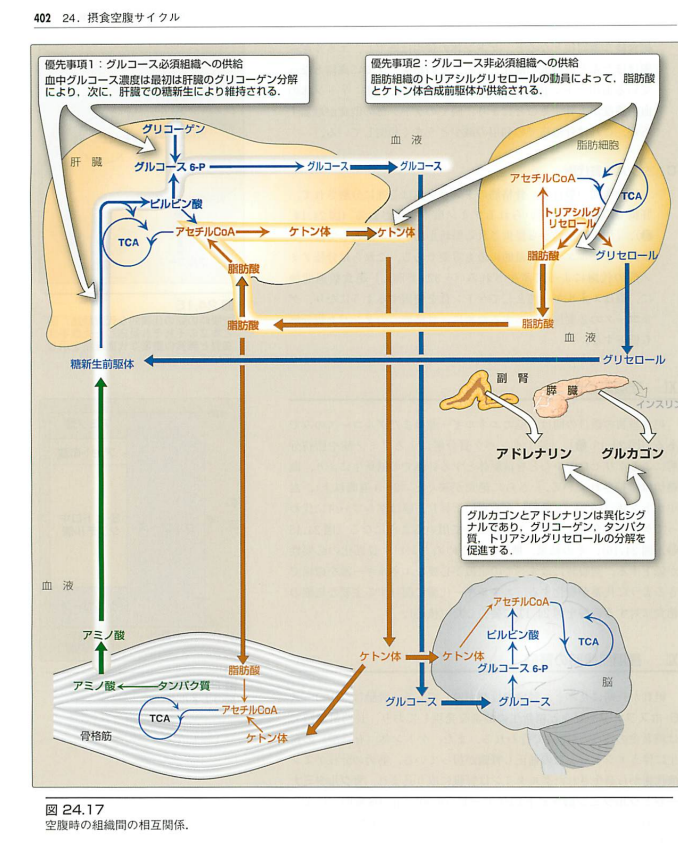 402 24. 摂食空腹サイクル
優先事項1：グルコース必須組織への供給
血中グルコース濃度は最初は肝臓のグリコーゲン分解
により，次に，肝臓での糖新生により維持される．
優先事項2：グルコース非必須組織への供給
脂肪組織のトリアシルグリセロールの動員によって，脂肪酸
とケトン体合成前駆体が供給される．
グリコーゲン
血 液
脂肪細胞
肝 臓
グルコース 6-P
グルコース
グルコース
アセチルCoA
TCA
ピルビン酸
トリアシルグ
リセロール
TCA
アセチルCoA
ケトン体
ケトン体
脂肪酸
グリセロール
脂肪酸
脂肪酸
脂肪酸
血 液
糖新生前駆体
グリセロール
副 腎
膵 臓
インスリン
アドレナリン
グルカゴン
グルカゴンとアドレナリンは異化シグ
ナルであり，グリコーゲン，タンパク
質，トリアシルグリセロールの分解を
促進する．
血 液
アセチルCoA
アミノ酸
ピルビン酸
TCA
ケトン体
ケトン体
脂肪酸
グルコース 6-P
アミノ酸
タンパク質
脳
グルコース
グルコース
アセチルCoA
TCA
骨格筋
ケトン体
図 24.17
空腹時の組織間の相互関係．